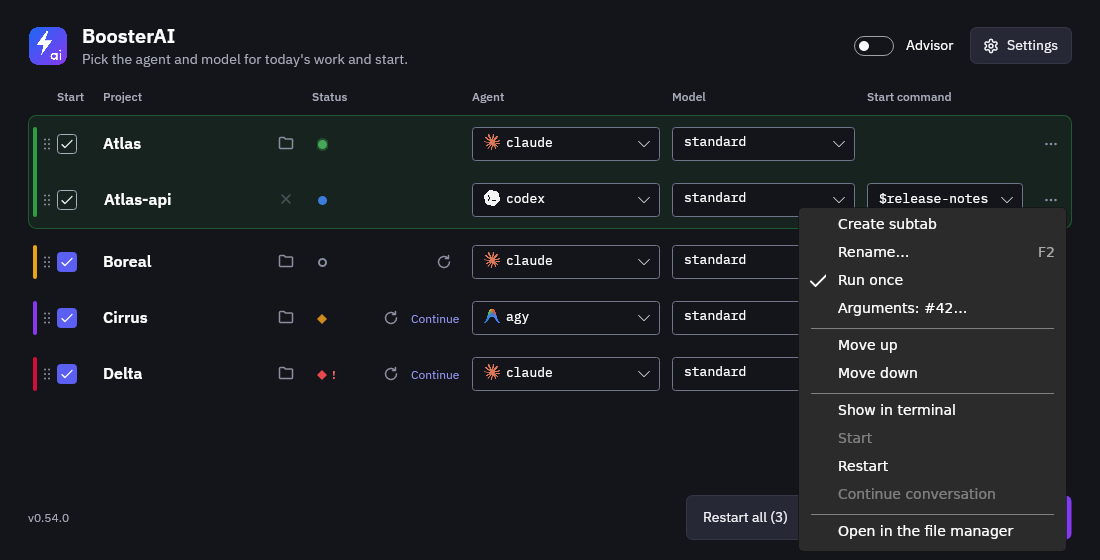 ai
BoosterAI
Pick the agent and model for today's work and start.
Advisor
Settings
Start Project Status Agent Model Start command
Atlas claude standard
Atlas-api codex standard $release-notes
Boreal claude standard
Cirrus Continue agy standard
Delta ! Continue claude standard
Create subtab
Rename... F2
Run once
Arguments: #42...
Move up
Move down
Show in terminal
Start
Restart
Continue conversation
Open in the file manager
v0.54.0
Restart all (3)